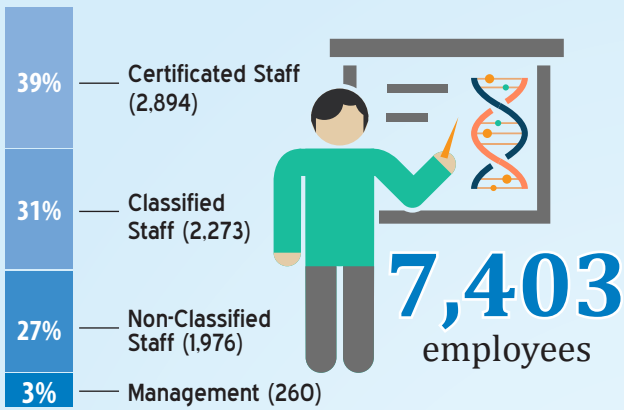 39%
Certificated Staff
(2,894)
31%
Classified
Staff (2,273)
27%
Non-Classified
Staff (1,976)
3%
Management (260)
7,403
employees